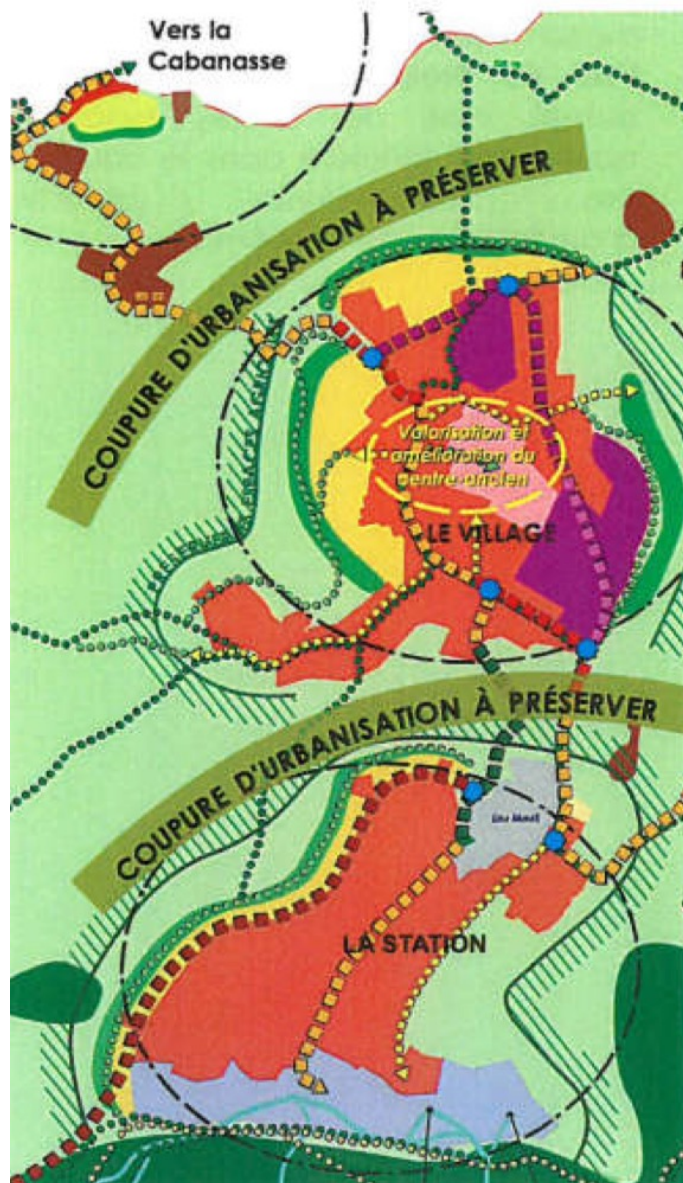 Vers la
Cabanasse
COUPURE D'URBANISATION À PRÉSERVER
Valorisation et
amélioration du
centre ancien
LE VILLAGE
COUPURE D'URBANISATION À PRÉSERVER
LA STATION